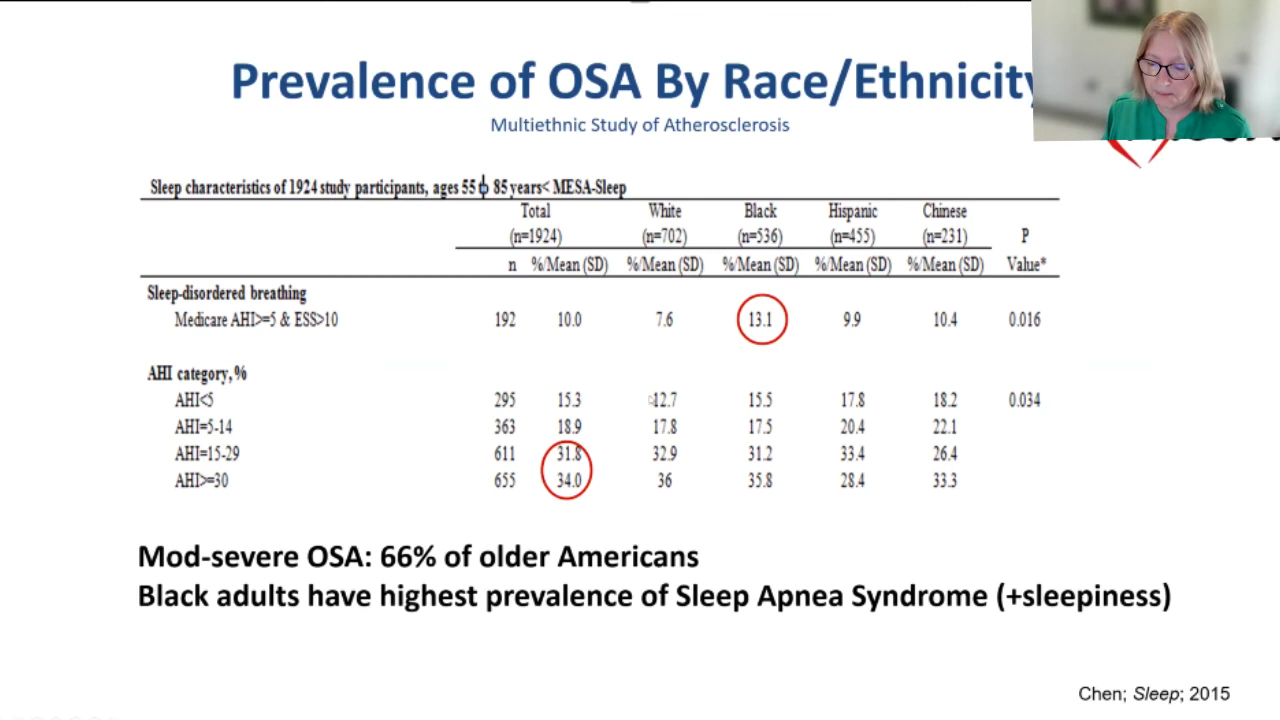 Prevalence of OSA By Race/Ethnicity
Multiethnic Study of Atherosclerosis
Sleep characteristics of 1924 study participants, ages 55 to 85 years< MESA-Sleep
Total White Black Hispanic Chinese
(n=1924) (n=702) (n=536) (n=455) (n=231) P
n %/Mean (SD) %/Mean (SD) %/Mean (SD) %/Mean (SD) %/Mean (SD) Value*
Sleep-disordered breathing
Medicare AHI>=5 & ESS>10 192 10.0 7.6 13.1 9.9 10.4 0.016
AHI category, %
AHI<5 295 15.3 12.7 15.5 17.8 18.2 0.034
AHI=5-14 363 18.9 17.8 17.5 20.4 22.1
AHI=15-29 611 31.8 32.9 31.2 33.4 26.4
AHI>=30 655 34.0 36 35.8 28.4 33.3
Mod-severe OSA: 66% of older Americans
Black adults have highest prevalence of Sleep Apnea Syndrome (+sleepiness)
Chen; Sleep; 2015